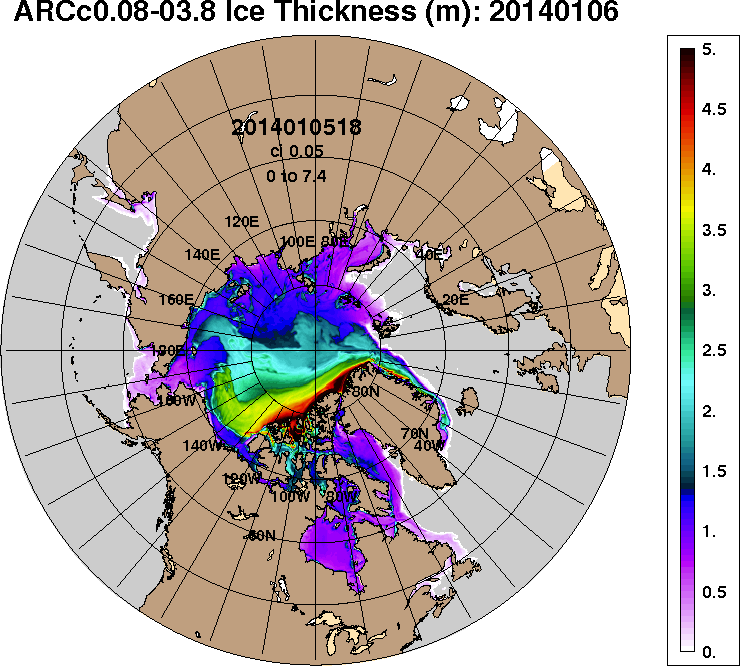 ARCc0.08-03.8 Ice Thickness (m): 20140106
2014010518
ci 0.05
0 to 7.4
120E
100E 80E
140E
40E
160E
20E
180E
160W
80N
70N
140W
40W
120W
100W
80W
60N
5.
4.5
4.
3.5
3.
2.5
2.
1.5
1.
0.5
0.